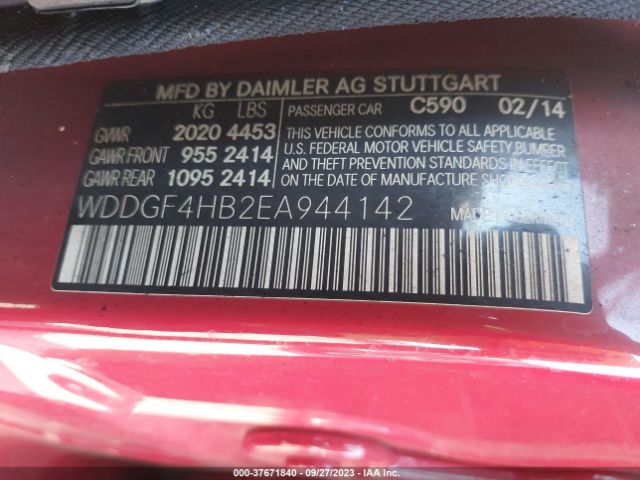 MFD BY DAIMLER AG STUTTGART
KG LBS PASSENGER CAR C590 02/14
GVWR 2020 4453 THIS VEHICLE CONFORMS TO ALL APPLICABLE
GAWR FRONT 955 2414 U.S. FEDERAL MOTOR VEHICLE SAFETY, BUMPER,
GAWR REAR 1095 2414 AND THEFT PREVENTION STANDARDS IN EFFECT
ON THE DATE OF MANUFACTURE SHOWN
WDDGF4HB2EA944142 MADE
000-37671840 - 09/27/2023 - IAA Inc.